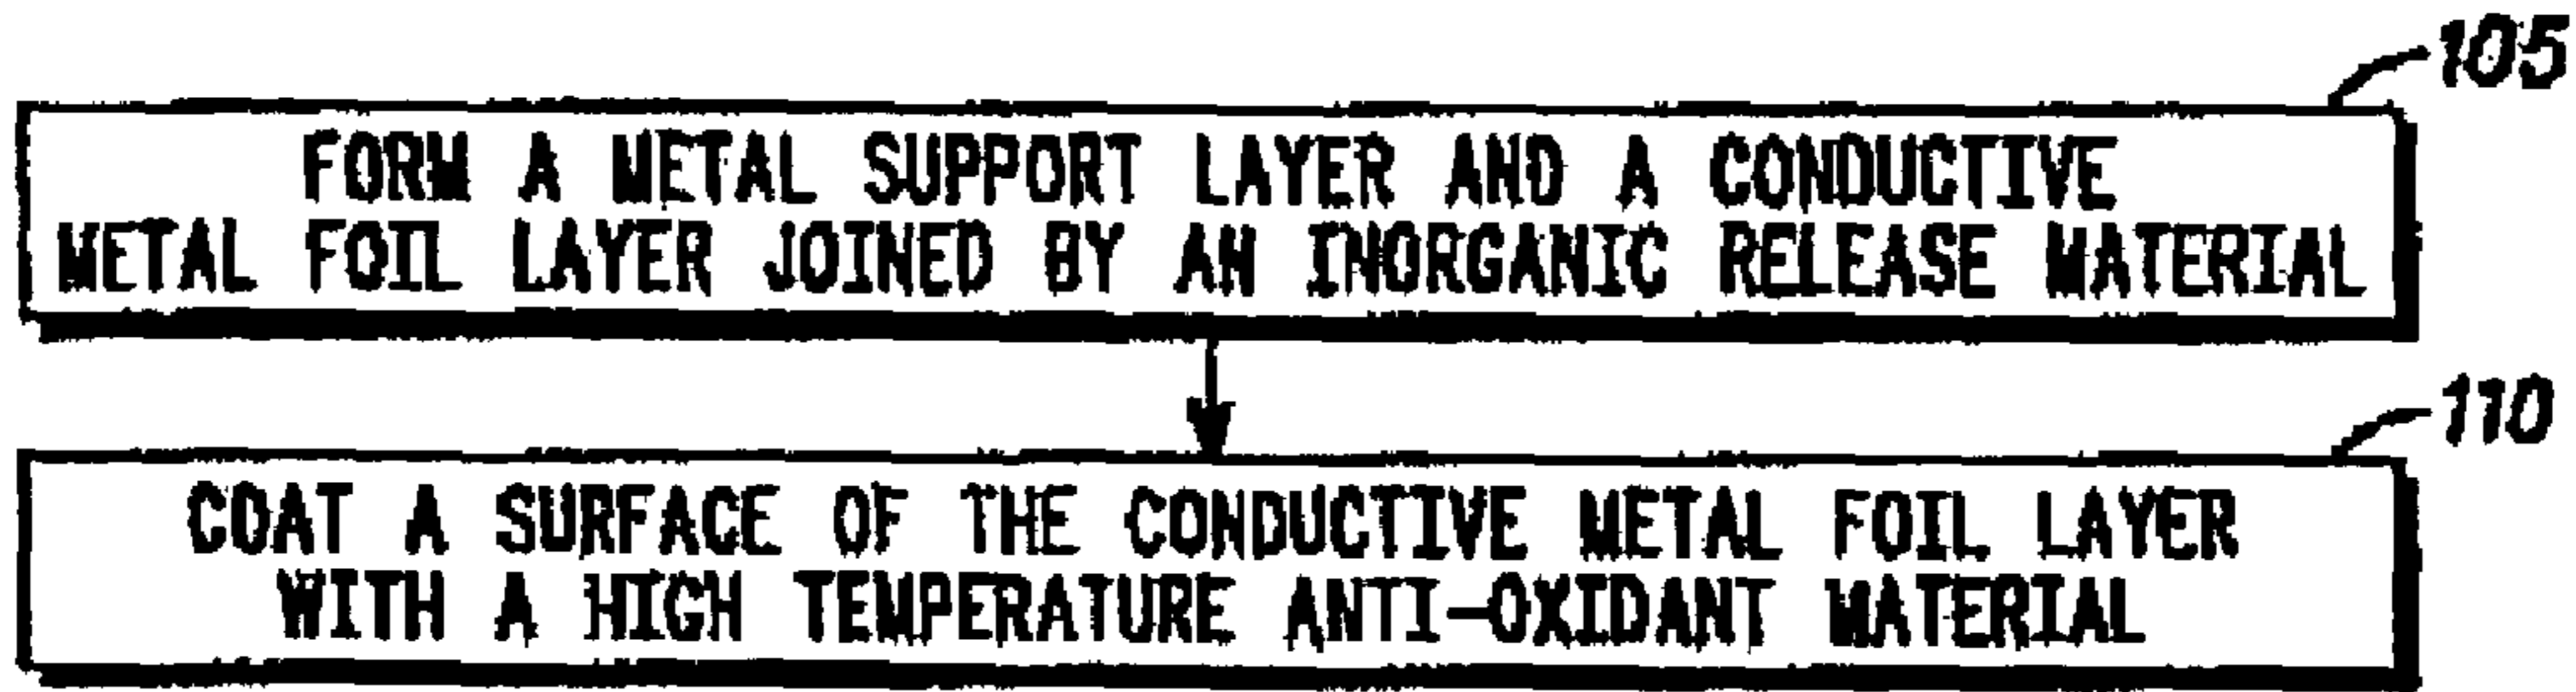 105
FORM A METAL SUPPORT LAYER AND A CONDUCTIVE
METAL FOIL LAYER JOINED BY AN INORGANIC RELEASE MATERIAL
110
COAT A SURFACE OF THE CONDUCTIVE METAL FOIL LAYER
WITH A HIGH TEMPERATURE ANTI-OXIDANT MATERIAL